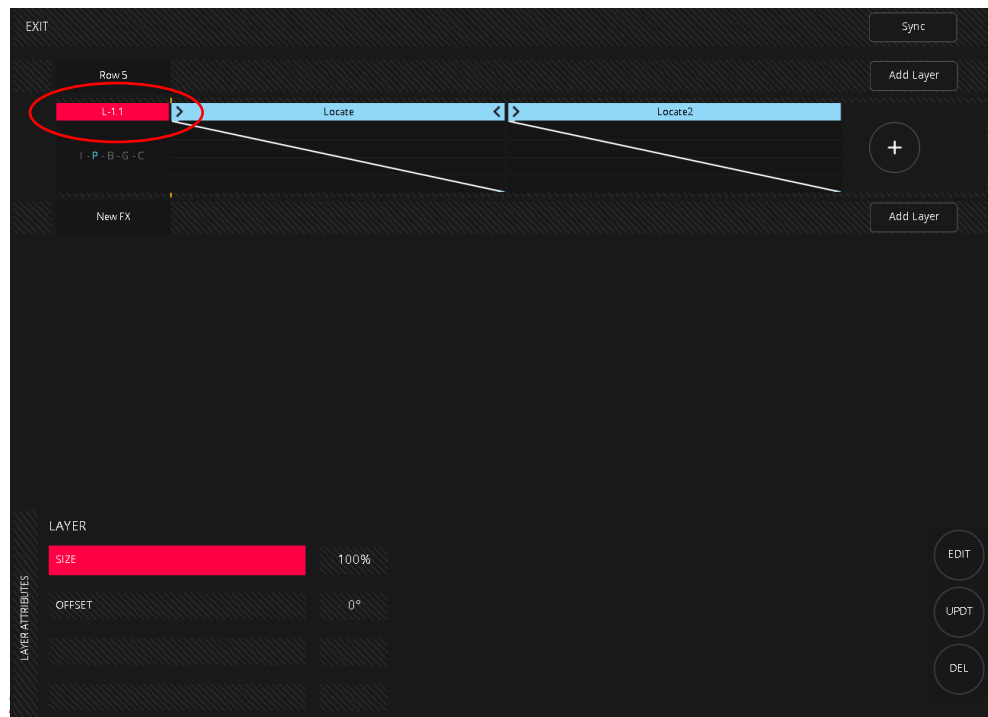 EXIT
Sync
Row 5
Add Layer
L-1.1
> Locate <
> Locate2
I - P - B - G - C
+
New FX
Add Layer
LAYER
SIZE 100%
OFFSET 0°
LAYER ATTRIBUTES
EDIT
UPDT
DEL